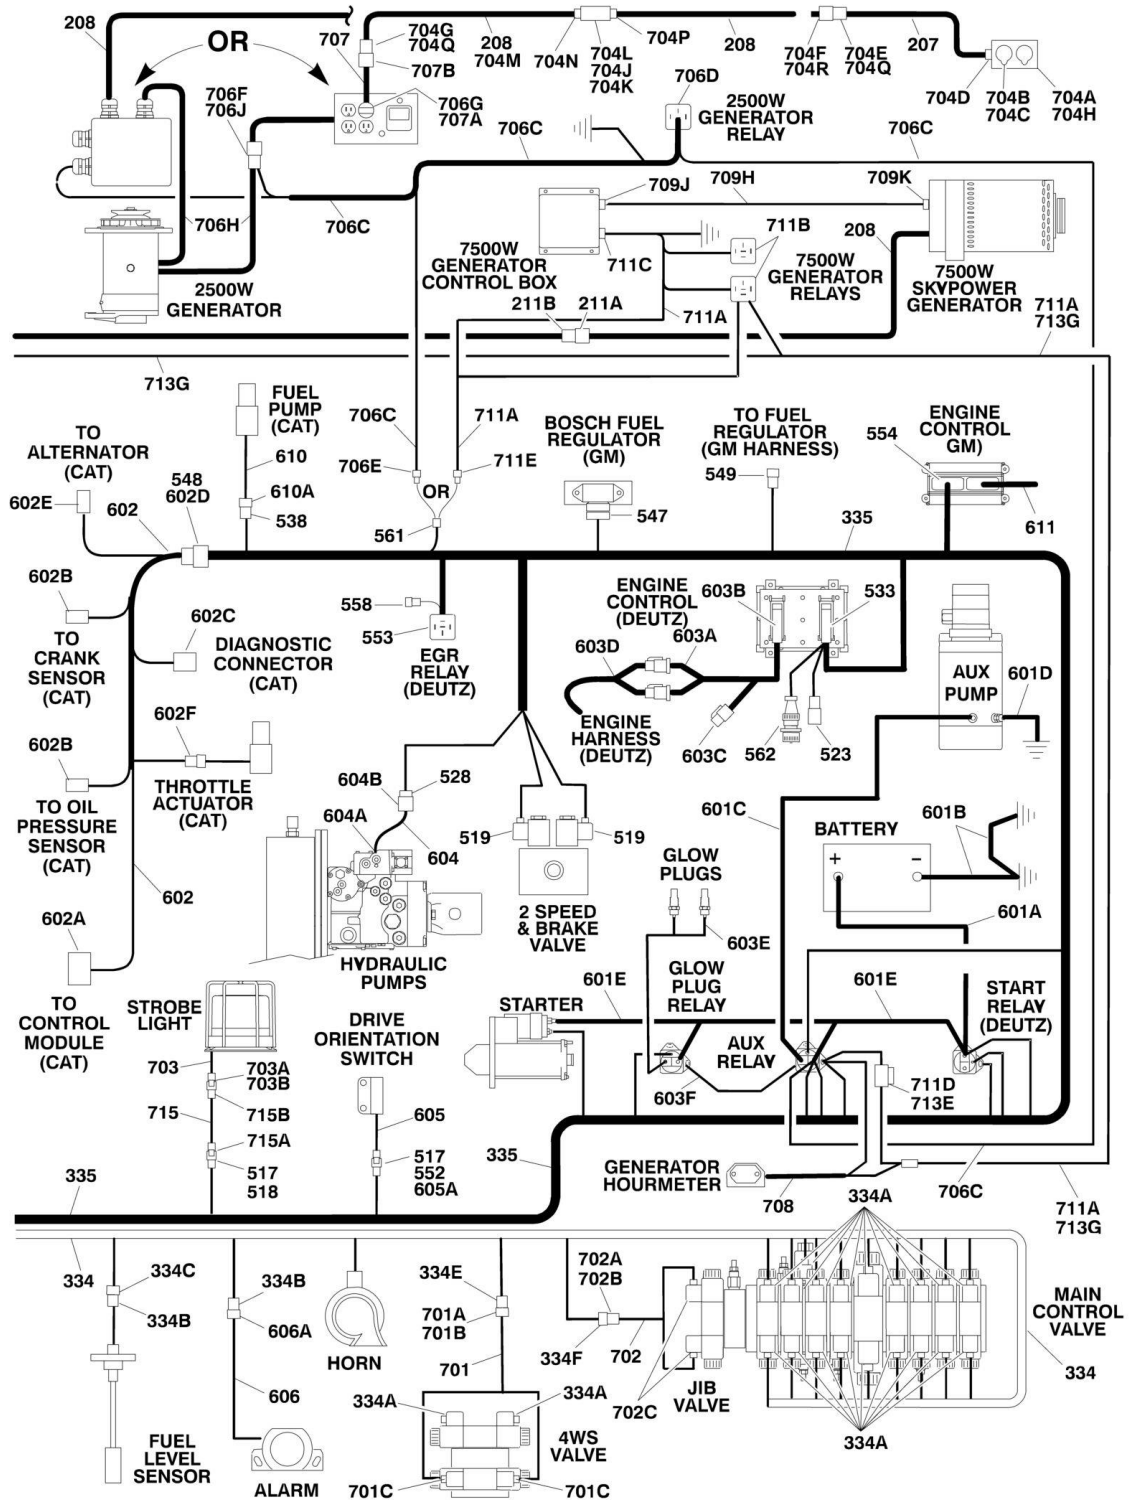 208
OR
707
704G
704Q
707B
208
704M
704N
704L
704J
704K
704P
208
704F
704R
704E
704Q
207
704D
704B
704C
704A
704H
706F
706J
706G
707A
706D
2500W
GENERATOR
RELAY
706C
706C
706H
706C
709J
709H
709K
208
711B
711C
7500W
GENERATOR
CONTROL BOX
7500W
GENERATOR
RELAYS
7500W
SKYPOWER
GENERATOR
2500W
GENERATOR
211B
211A
711A
711A
713G
713G
FUEL
PUMP
(CAT)
706C
711A
BOSCH FUEL
REGULATOR
(GM)
TO FUEL
REGULATOR
(GM HARNESS)
ENGINE
CONTROL
GM)
554
TO
ALTERNATOR
(CAT)
610
706E
711E
549
548
602D
602E
602
610A
538
OR
561
547
335
611
602B
602C
558
553
ENGINE
CONTROL
(DEUTZ)
603B
533
TO
CRANK
SENSOR
(CAT)
DIAGNOSTIC
CONNECTOR
(CAT)
EGR
RELAY
(DEUTZ)
603D
603A
AUX
PUMP
601D
602F
ENGINE
HARNESS
(DEUTZ)
603C
562
523
602B
THROTTLE
ACTUATOR
(CAT)
604B
528
TO OIL
PRESSURE
SENSOR
(CAT)
604A
604
519
519
601C
BATTERY
+
-
601B
GLOW
PLUGS
602
601A
602A
2 SPEED
& BRAKE
VALVE
603E
HYDRAULIC
PUMPS
GLOW
PLUG
RELAY
601E
601E
START
RELAY
(DEUTZ)
TO
CONTROL
MODULE
(CAT)
STROBE
LIGHT
DRIVE
ORIENTATION
SWITCH
STARTER
AUX
RELAY
703
703A
703B
715
715B
605
603F
711D
713E
715A
517
518
517
552
605A
335
GENERATOR
HOURMETER
335
708
334A
706C
711A
713G
334
334C
334B
334B
606A
334E
701A
701B
702A
702B
MAIN
CONTROL
VALVE
HORN
334F
702
334
701
606
334A
334A
702C
JIB
VALVE
334A
FUEL
LEVEL
SENSOR
4WS
VALVE
ALARM
701C
701C